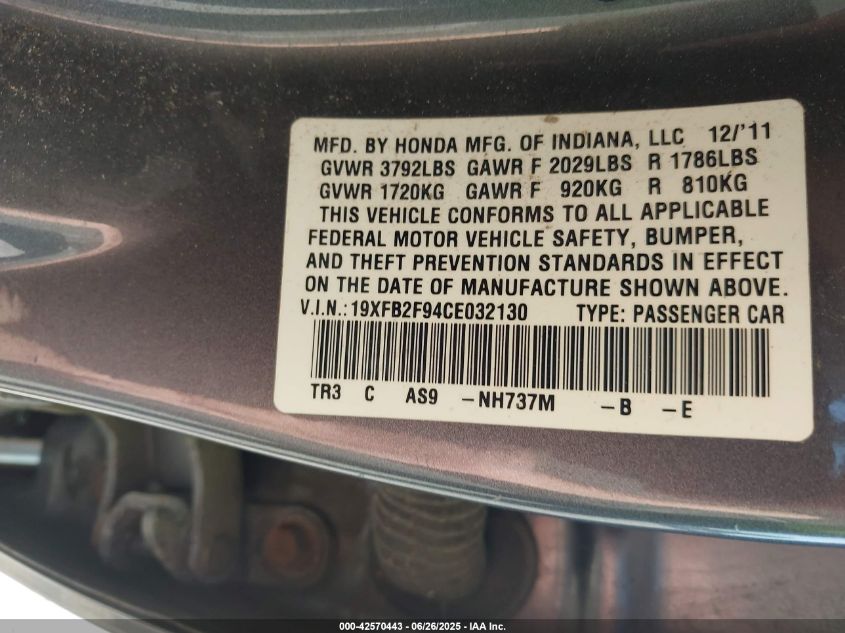 MFD. BY HONDA MFG. OF INDIANA, LLC 12/'11
GVWR 3792LBS GAWR F 2029LBS R 1786LBS
GVWR 1720KG GAWR F 920KG R 810KG
THIS VEHICLE CONFORMS TO ALL APPLICABLE
FEDERAL MOTOR VEHICLE SAFETY, BUMPER,
AND THEFT PREVENTION STANDARDS IN EFFECT
ON THE DATE OF MANUFACTURE SHOWN ABOVE.
V.I.N.:19XFB2F94CE032130 TYPE: PASSENGER CAR
TR3 C AS9 -NH737M -B -E
000-42570443 - 06/26/2025 - IAA Inc.